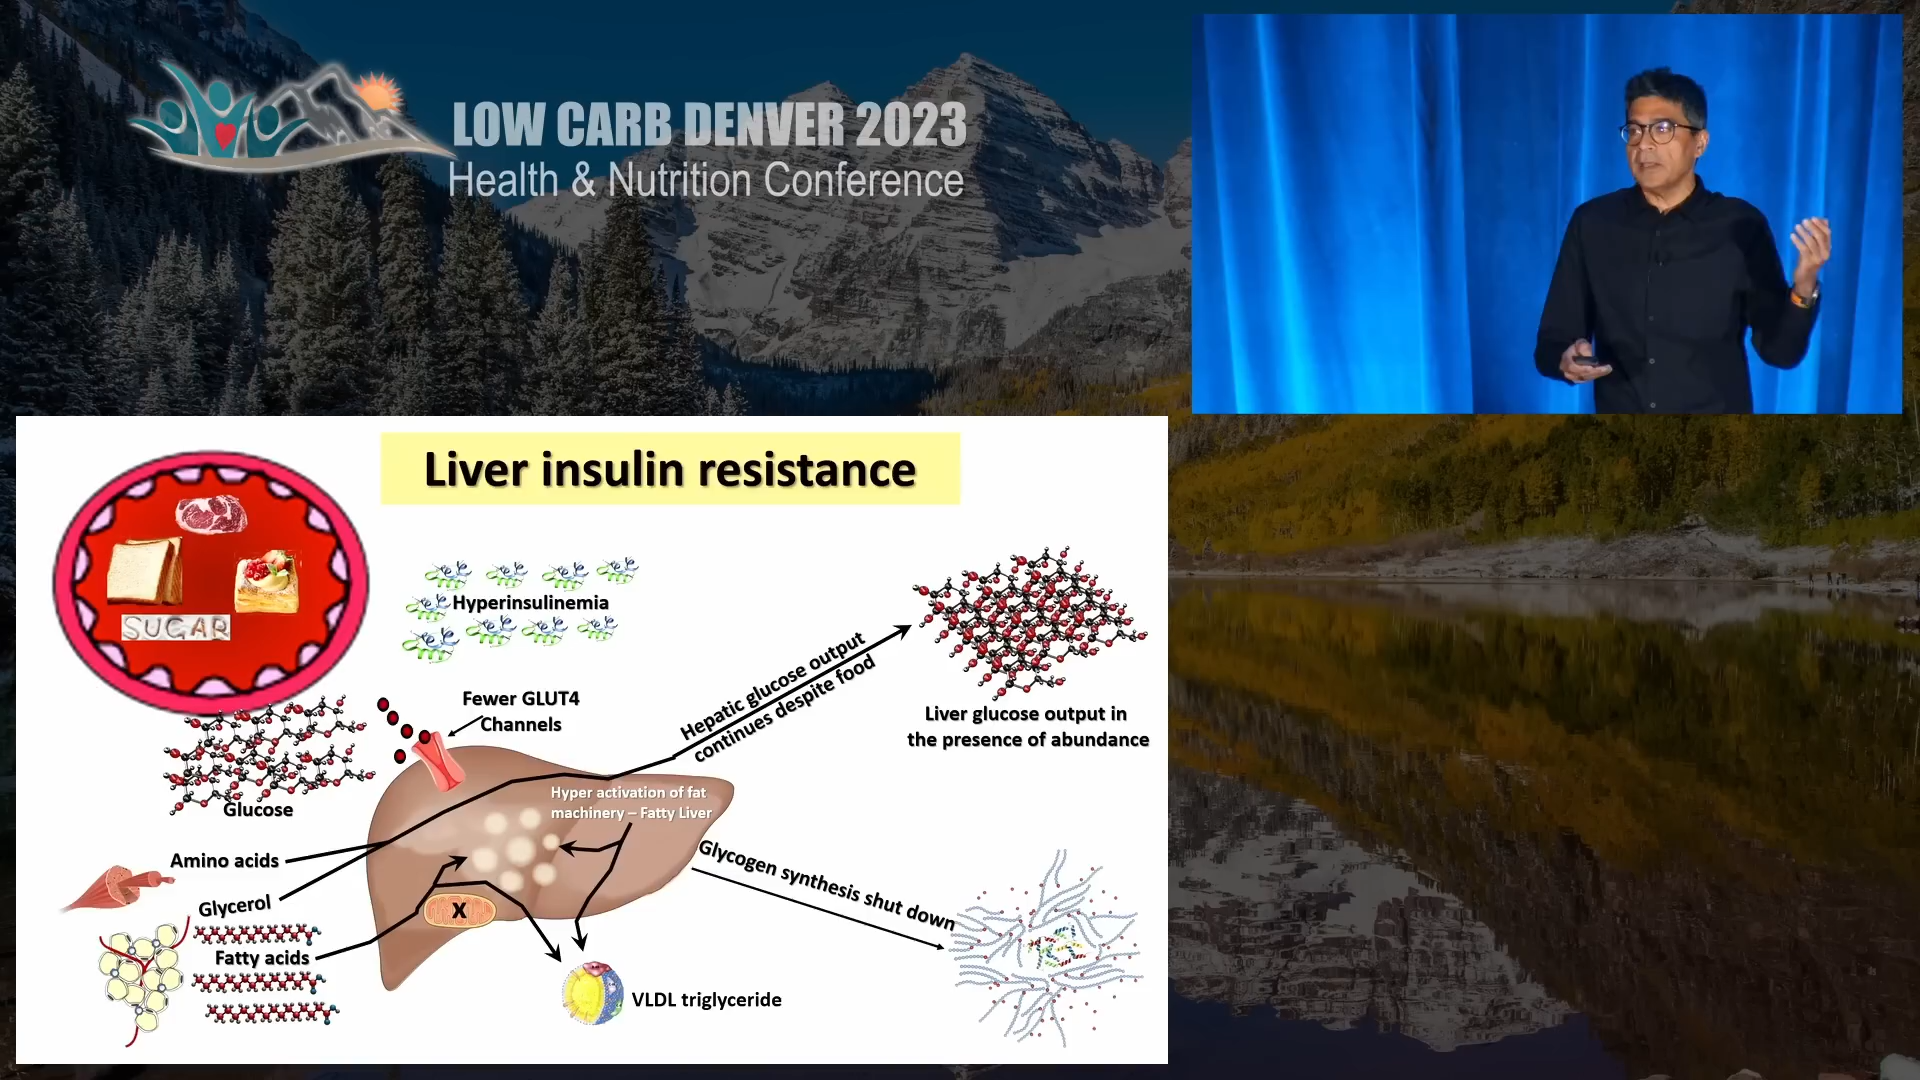 LOW CARB DENVER 2023
Health & Nutrition Conference
Liver insulin resistance
SUGAR
Hyperinsulinemia
Fewer GLUT4
Channels
Hepatic glucose output
continues despite food
Liver glucose output in
the presence of abundance
Glucose
Hyper activation of fat
machinery – Fatty Liver
Amino acids
Glycogen synthesis shut down
Glycerol
X
Fatty acids
VLDL triglyceride